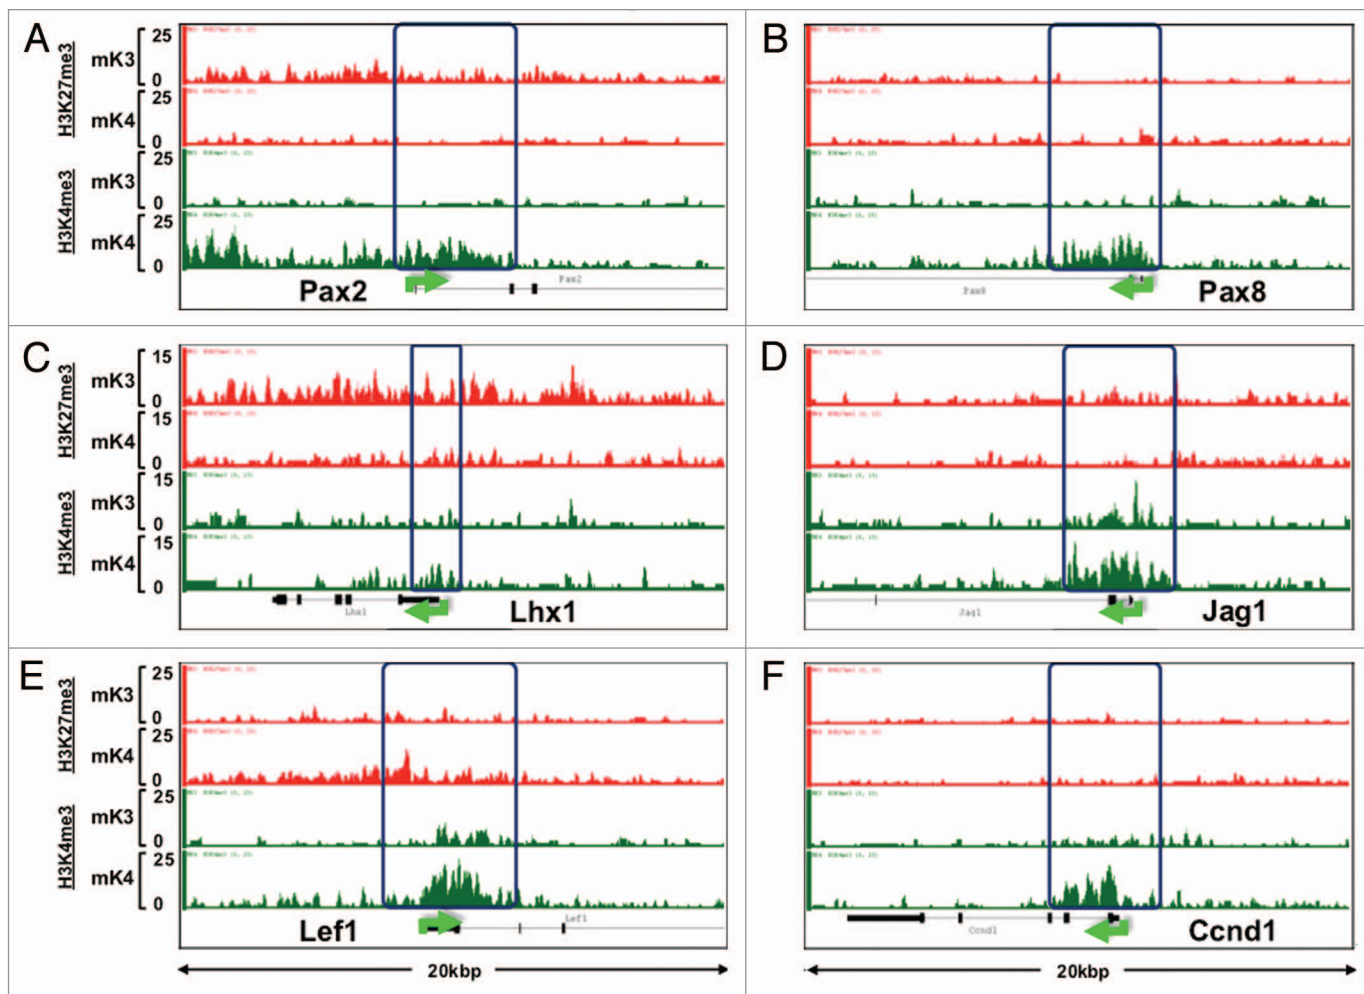 A
H3K27me3
mK3
25
0
mK4
25
0
H3K4me3
mK3
25
0
mK4
25
0
Pax2
Pax2
B
Pax8
Pax8
C
H3K27me3
mK3
15
0
mK4
15
0
H3K4me3
mK3
15
0
mK4
15
0
Lhx1
Lhx1
D
Jag1
Jag1
E
H3K27me3
mK3
25
0
mK4
25
0
H3K4me3
mK3
25
0
mK4
25
0
Lef1
Lef1
20kbp
F
Ccnd1
Ccnd1
20kbp